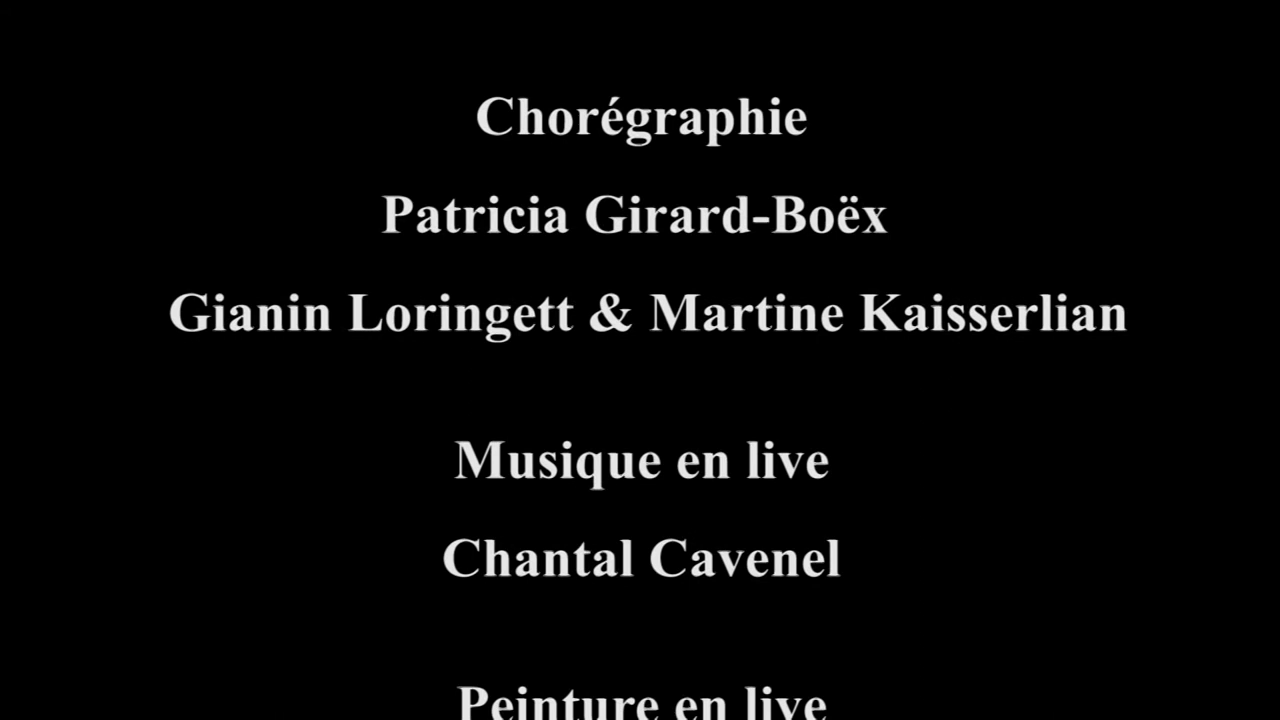 Chorégraphie
Patricia Girard-Boëx
Gianin Loringett & Martine Kaisserlian
Musique en live
Chantal Cavenel
Peinture en live